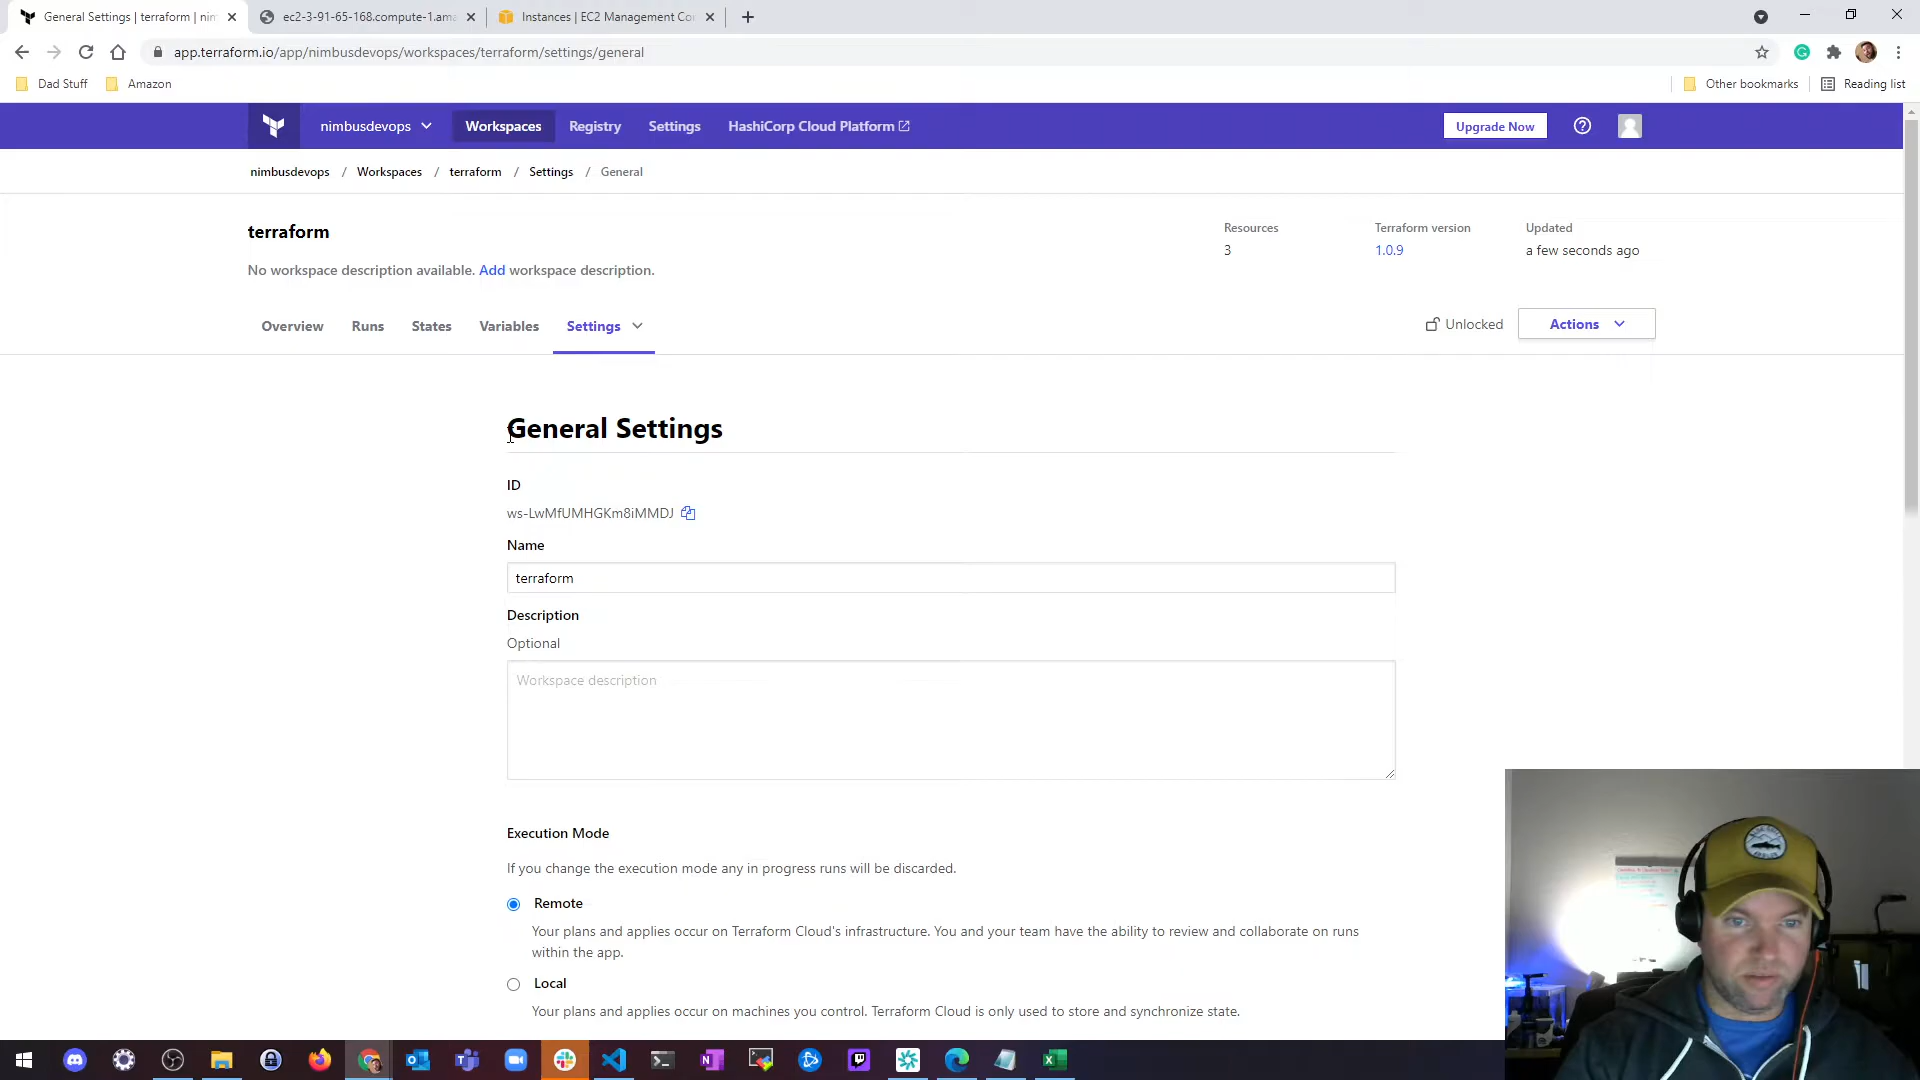 General Settings | terraform | nim
ec2-3-91-65-168.compute-1.ama
Instances | EC2 Management Co
app.terraform.io/app/nimbusdevops/workspaces/terraform/settings/general
Dad Stuff
Amazon
Other bookmarks
Reading list
nimbusdevops
Workspaces
Registry
Settings
HashiCorp Cloud Platform
Upgrade Now
nimbusdevops / Workspaces / terraform / Settings / General
terraform
No workspace description available. Add workspace description.
Resources
3
Terraform version
1.0.9
Updated
a few seconds ago
Overview
Runs
States
Variables
Settings
Unlocked
Actions
General Settings
ID
ws-LwMfUMHGKm8iMMDJ
Name
terraform
Description
Optional
Workspace description
Execution Mode
If you change the execution mode any in progress runs will be discarded.
Remote
Your plans and applies occur on Terraform Cloud's infrastructure. You and your team have the ability to review and collaborate on runs
within the app.
Local
Your plans and applies occur on machines you control. Terraform Cloud is only used to store and synchronize state.